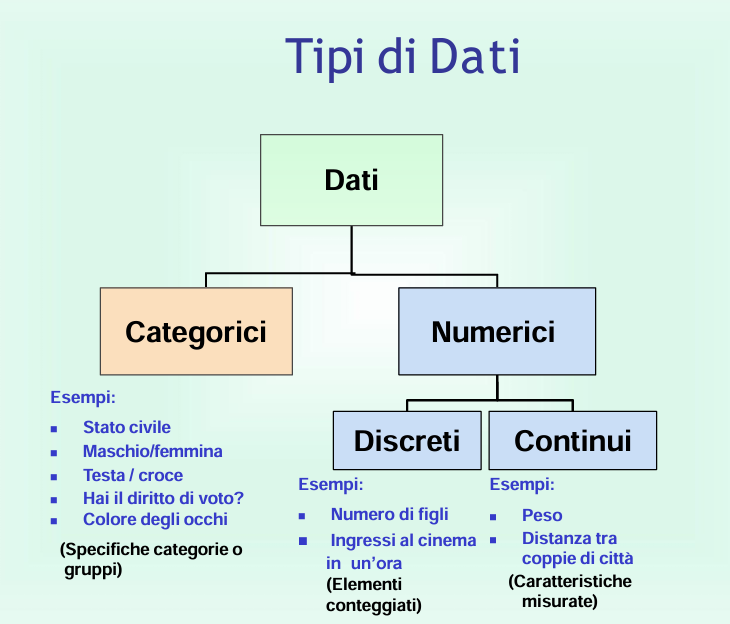 Tipi di Dati
Dati
Categorici
Numerici
Esempi:
Stato civile
Maschio/femmina
Testa / croce
Hai il diritto di voto?
Colore degli occhi
(Specifiche categorie o
gruppi)
Discreti
Esempi:
Numero di figli
Ingressi al cinema
in un'ora
(Elementi
conteggiati)
Continui
Esempi:
Peso
Distanza tra
coppie di città
(Caratteristiche
misurate)